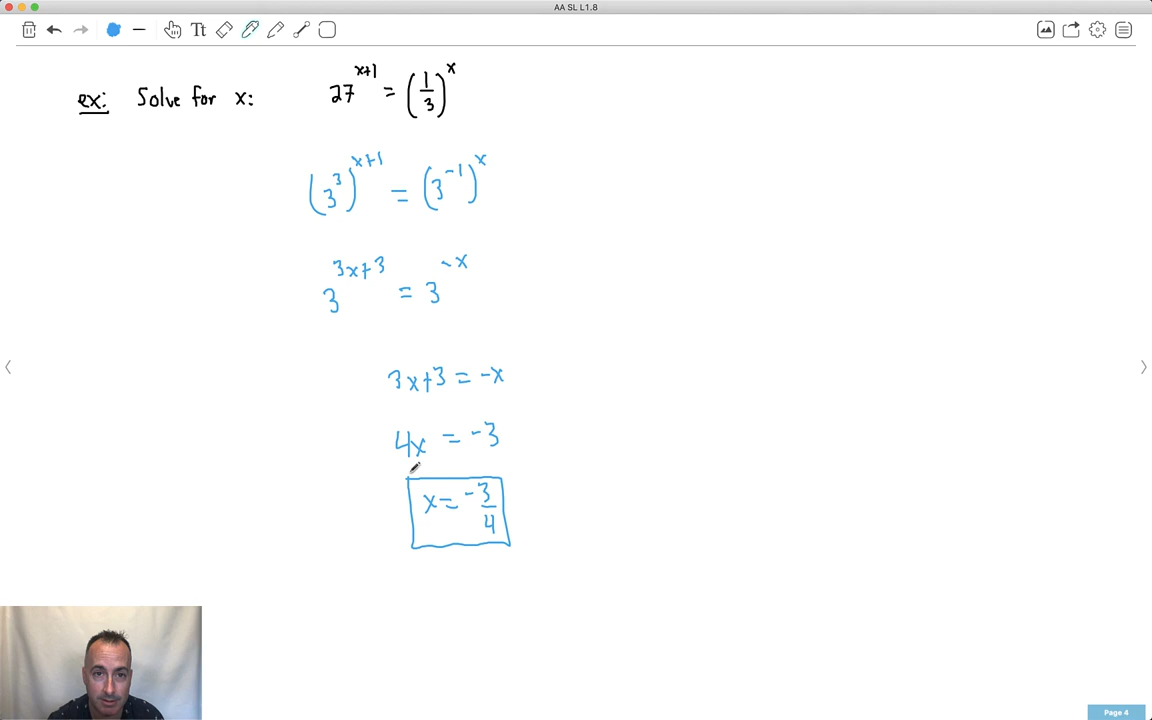 AA SL L1.8
Tt
ex: Solve for x: 27^{x+1} = (1/3)^x
(3^3)^{x+1} = (3^{-1})^x
3^{3x+3} = 3^{-x}
3x+3 = -x
4x = -3
x = -3/4
Page 4